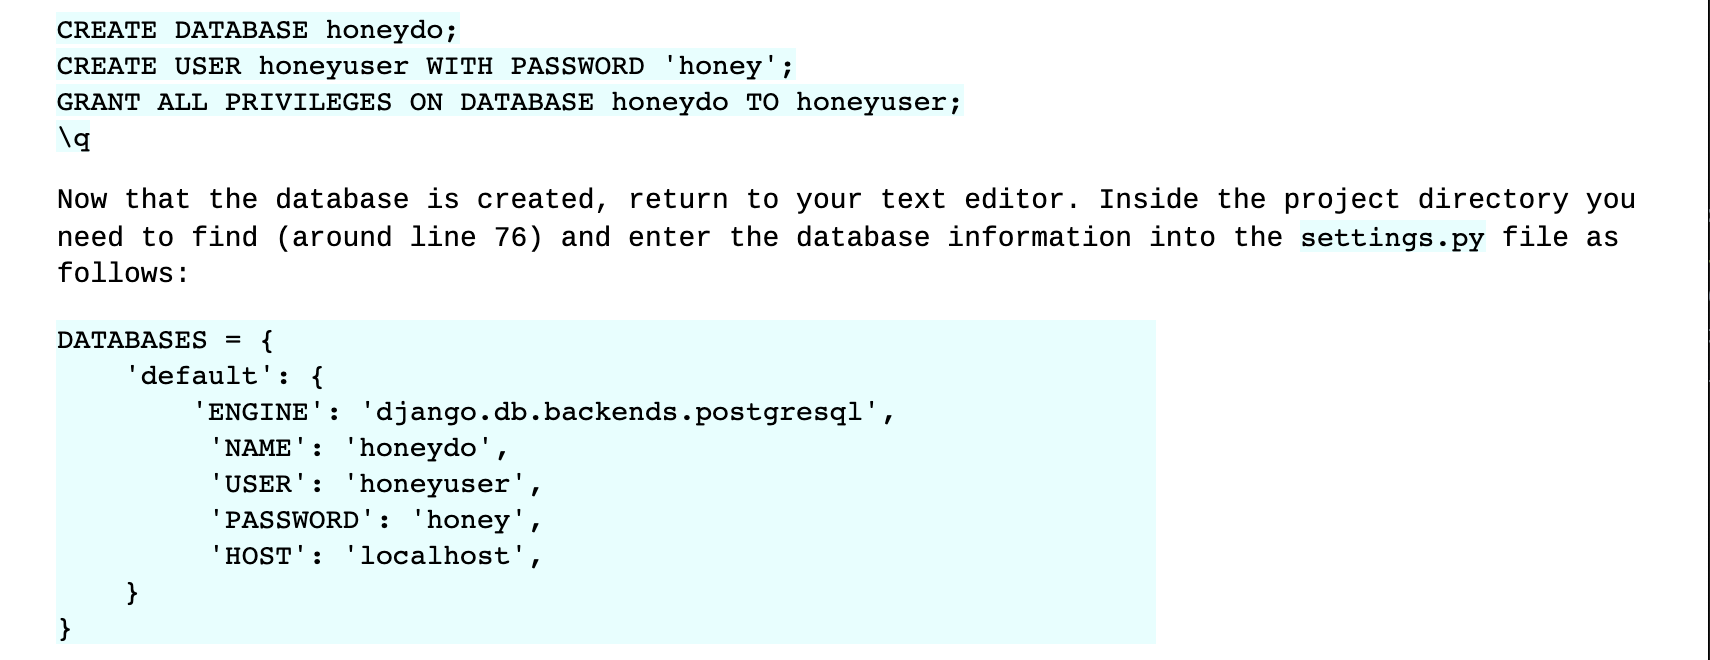 CREATE DATABASE honeydo;
CREATE USER honeyuser WITH PASSWORD 'honey';
GRANT ALL PRIVILEGES ON DATABASE honeydo TO honeyuser;
\q
Now that the database is created, return to your text editor. Inside the project directory you
need to find (around line 76) and enter the database information into the settings.py file as
follows:
DATABASES = {
    'default': {
        'ENGINE': 'django.db.backends.postgresql',
         'NAME': 'honeydo',
         'USER': 'honeyuser',
         'PASSWORD': 'honey',
         'HOST': 'localhost',
    }
}